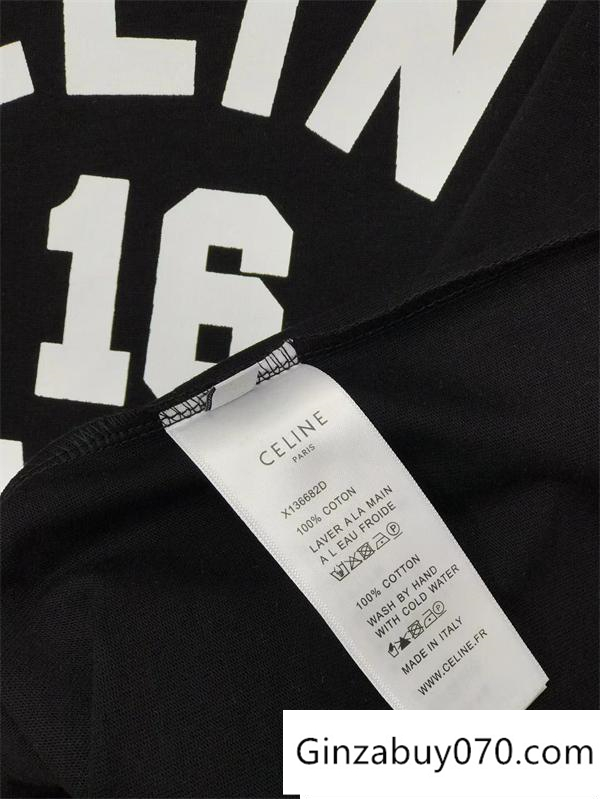 ELIN
16
CELINE
PARIS
X136682D
100% COTON
LAVER A LA MAIN
A L EAU FROIDE
100% COTTON
WASH BY HAND
WITH COLD WATER
MADE IN ITALY
WWW.CELINE.FR
Ginzabuy070.com